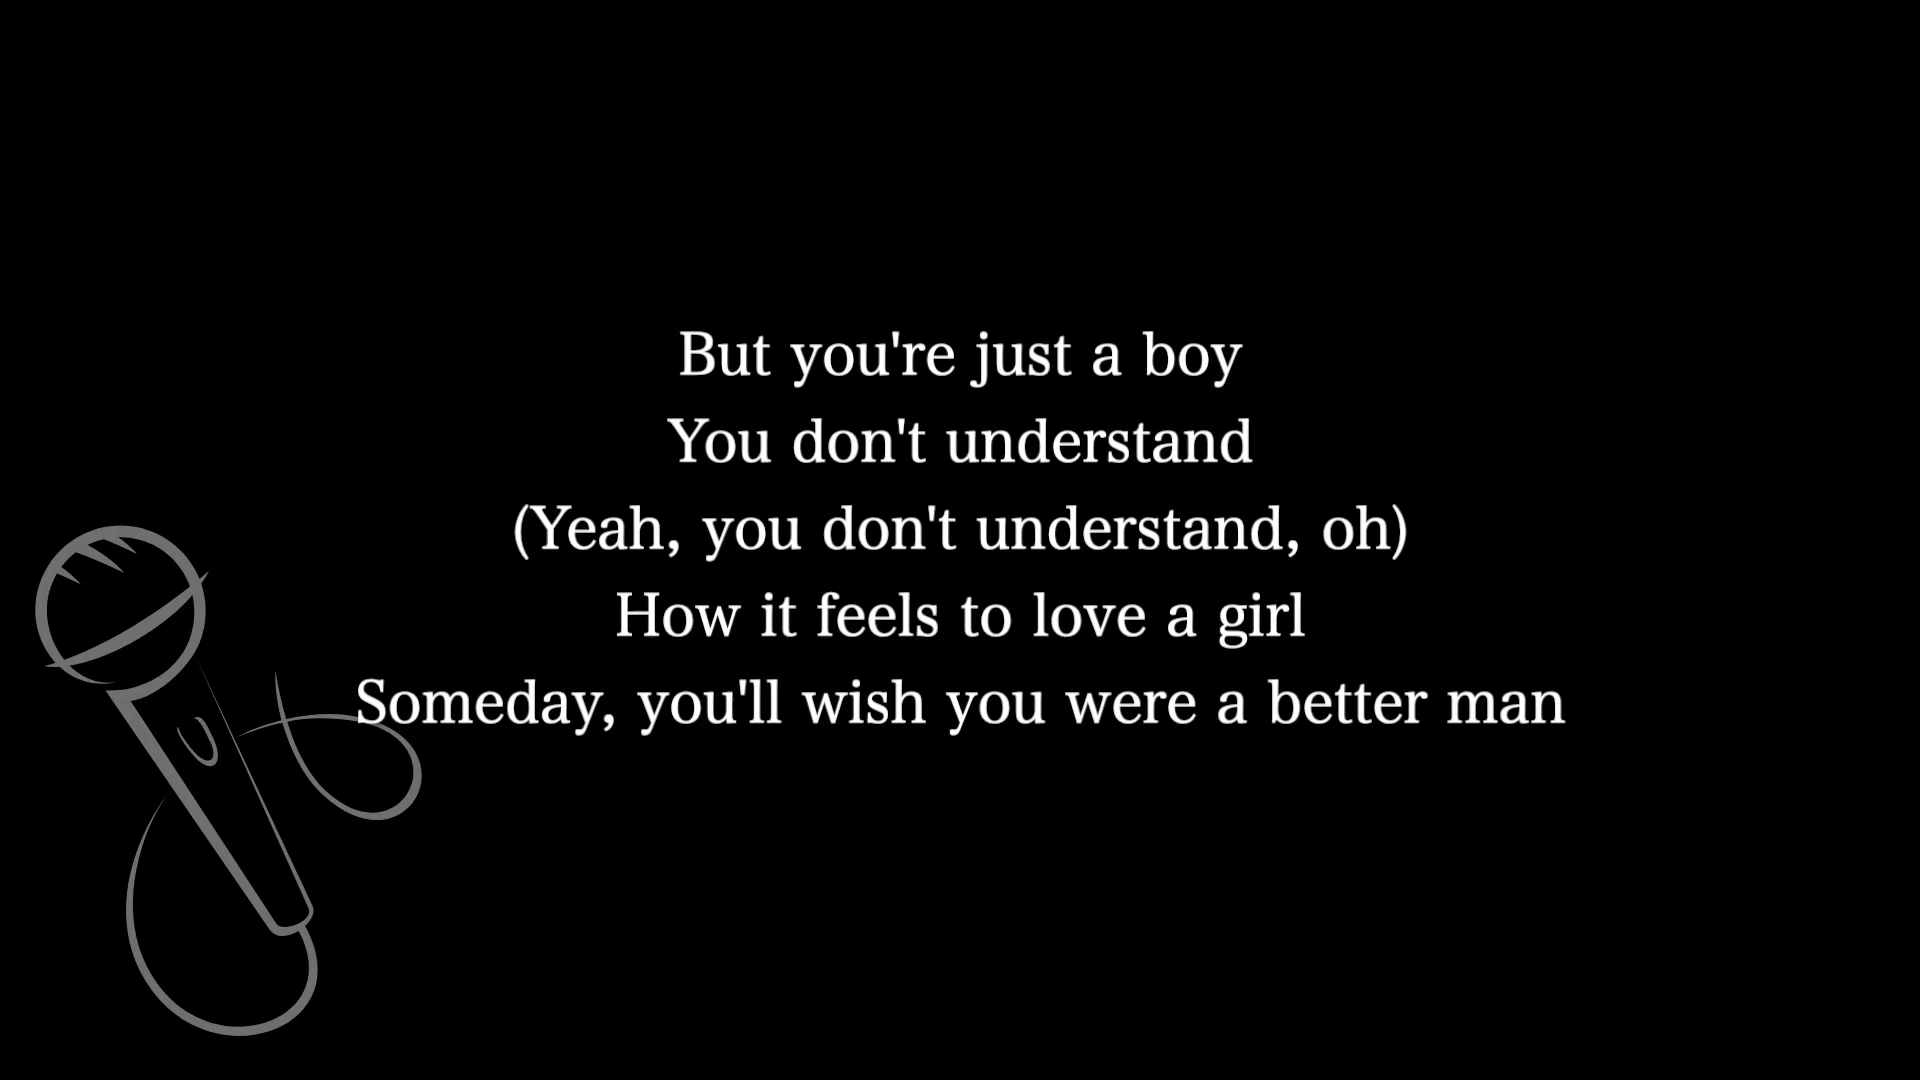 But you're just a boy
You don't understand
(Yeah, you don't understand, oh)
How it feels to love a girl
Someday, you'll wish you were a better man